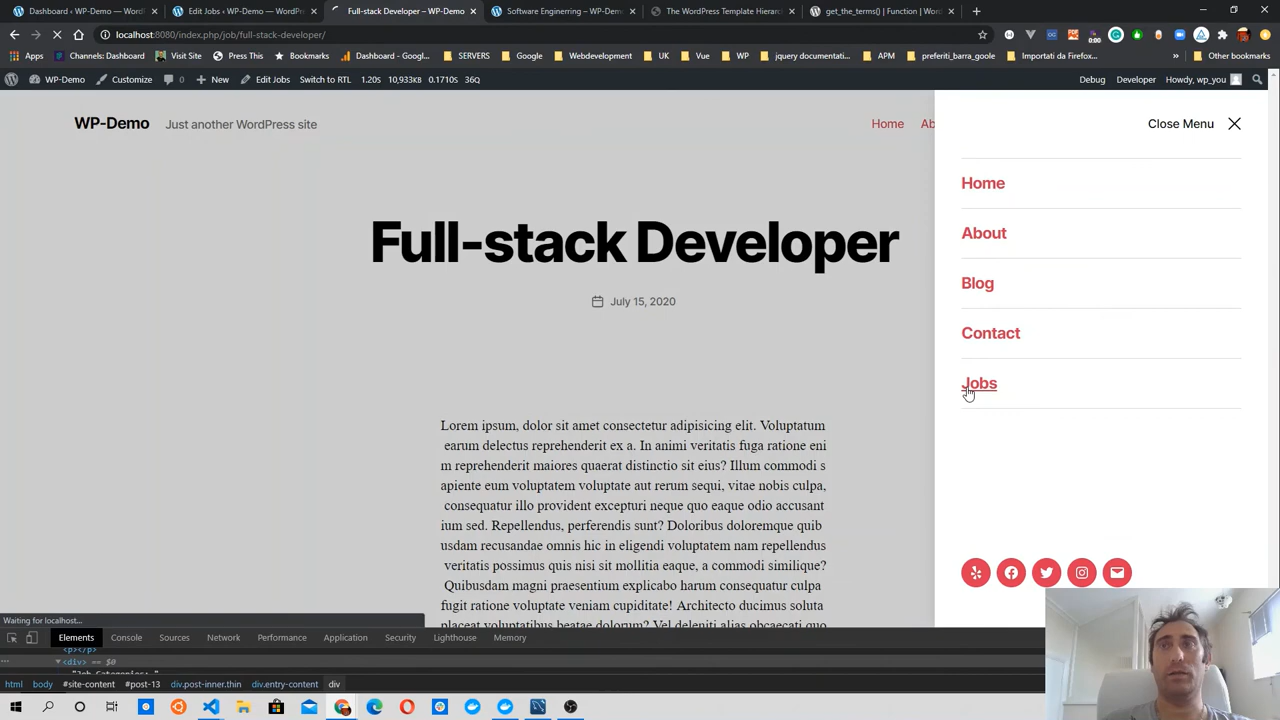 Dashboard ‹ WP-Demo — WordP
Edit Jobs ‹ WP-Demo — WordPr
Full-stack Developer – WP-Demo
Software Enginerring – WP-Dem
The WordPress Template Hierarc
get_the_terms() | Function | Wor
localhost:8080/index.php/job/full-stack-developer/
0:00
Apps
Channels: Dashboard
Press This
Bookmarks
Dashboard - Googl...
SERVERS
Google
Webdevelopment
UK
Vue
WP
jquery documentati...
APM
preferiti_barra_goole
Importati da Firefox...
Other bookmarks
WP-Demo
Customize
0
New
Edit Jobs
Switch to RTL
1.20s
10,933kB
0.1710s
36Q
Debug
Developer
Howdy, wp_you
WP-Demo
Just another WordPress site
Home
Ab
Close Menu
Home
About
Blog
Contact
Jobs
Full-stack Developer
July 15, 2020
Lorem ipsum, dolor sit amet consectetur adipisicing elit. Voluptatum
earum delectus reprehenderit ex a. In animi veritatis fuga ratione eni
m reprehenderit maiores quaerat distinctio sit eius? Illum commodi s
apiente eum voluptatem voluptate aut rerum sequi, vitae nobis culpa,
consequatur illo provident excepturi neque quo eaque odio accusant
ium sed. Repellendus, perferendis sunt? Doloribus doloremque quib
usdam recusandae omnis hic in eligendi voluptatem nam repellendus
veritatis possimus quis nisi sit mollitia eaque, a commodi similique?
Quibusdam magni praesentium explicabo harum consequatur culpa
fugit ratione voluptate veniam cupiditate! Architecto ducimus soluta
placeat voluptatibus beatae dolorum? Vel deleniti alias obcaecati quo
Waiting for localhost...
Elements
Console
Sources
Network
Performance
Application
Security
Lighthouse
Memory
<p></p>
<div> == $0
"Job Categories: "
html
body
#site-content
#post-13
div.post-inner.thin
div.entry-content
div